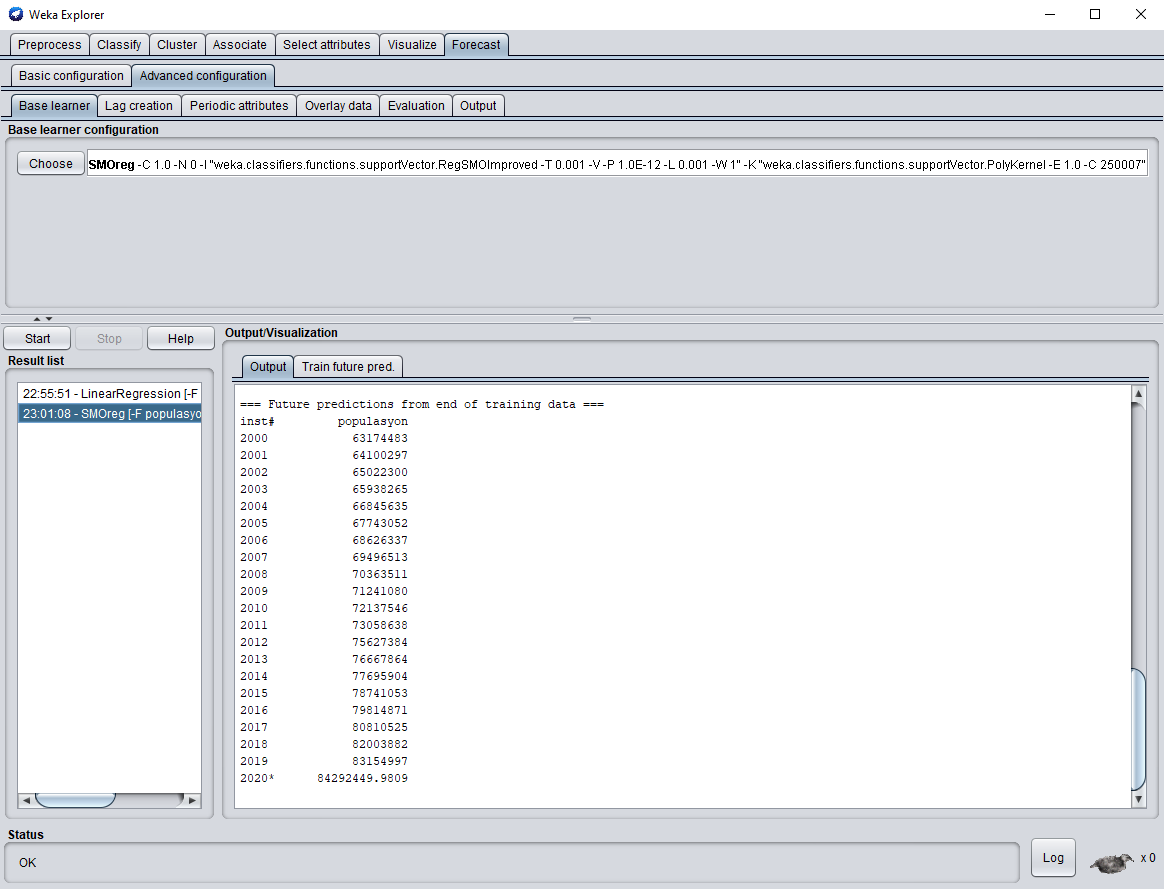 Weka Explorer
Preprocess Classify Cluster Associate Select attributes Visualize Forecast
Basic configuration Advanced configuration
Base learner Lag creation Periodic attributes Overlay data Evaluation Output
Base learner configuration
Choose SMOreg -C 1.0 -N 0 -I "weka.classifiers.functions.supportVector.RegSMOImproved -T 0.001 -V -P 1.0E-12 -L 0.001 -W 1" -K "weka.classifiers.functions.supportVector.PolyKernel -E 1.0 -C 250007"
Start Stop Help
Result list
22:55:51 - LinearRegression [-F
23:01:08 - SMOreg [-F populasyo
Output/Visualization
Output Train future pred.
=== Future predictions from end of training data ===
inst# populasyon
2000 63174483
2001 64100297
2002 65022300
2003 65938265
2004 66845635
2005 67743052
2006 68626337
2007 69496513
2008 70363511
2009 71241080
2010 72137546
2011 73058638
2012 75627384
2013 76667864
2014 77695904
2015 78741053
2016 79814871
2017 80810525
2018 82003882
2019 83154997
2020* 84292449.9809
Status
OK
Log x 0